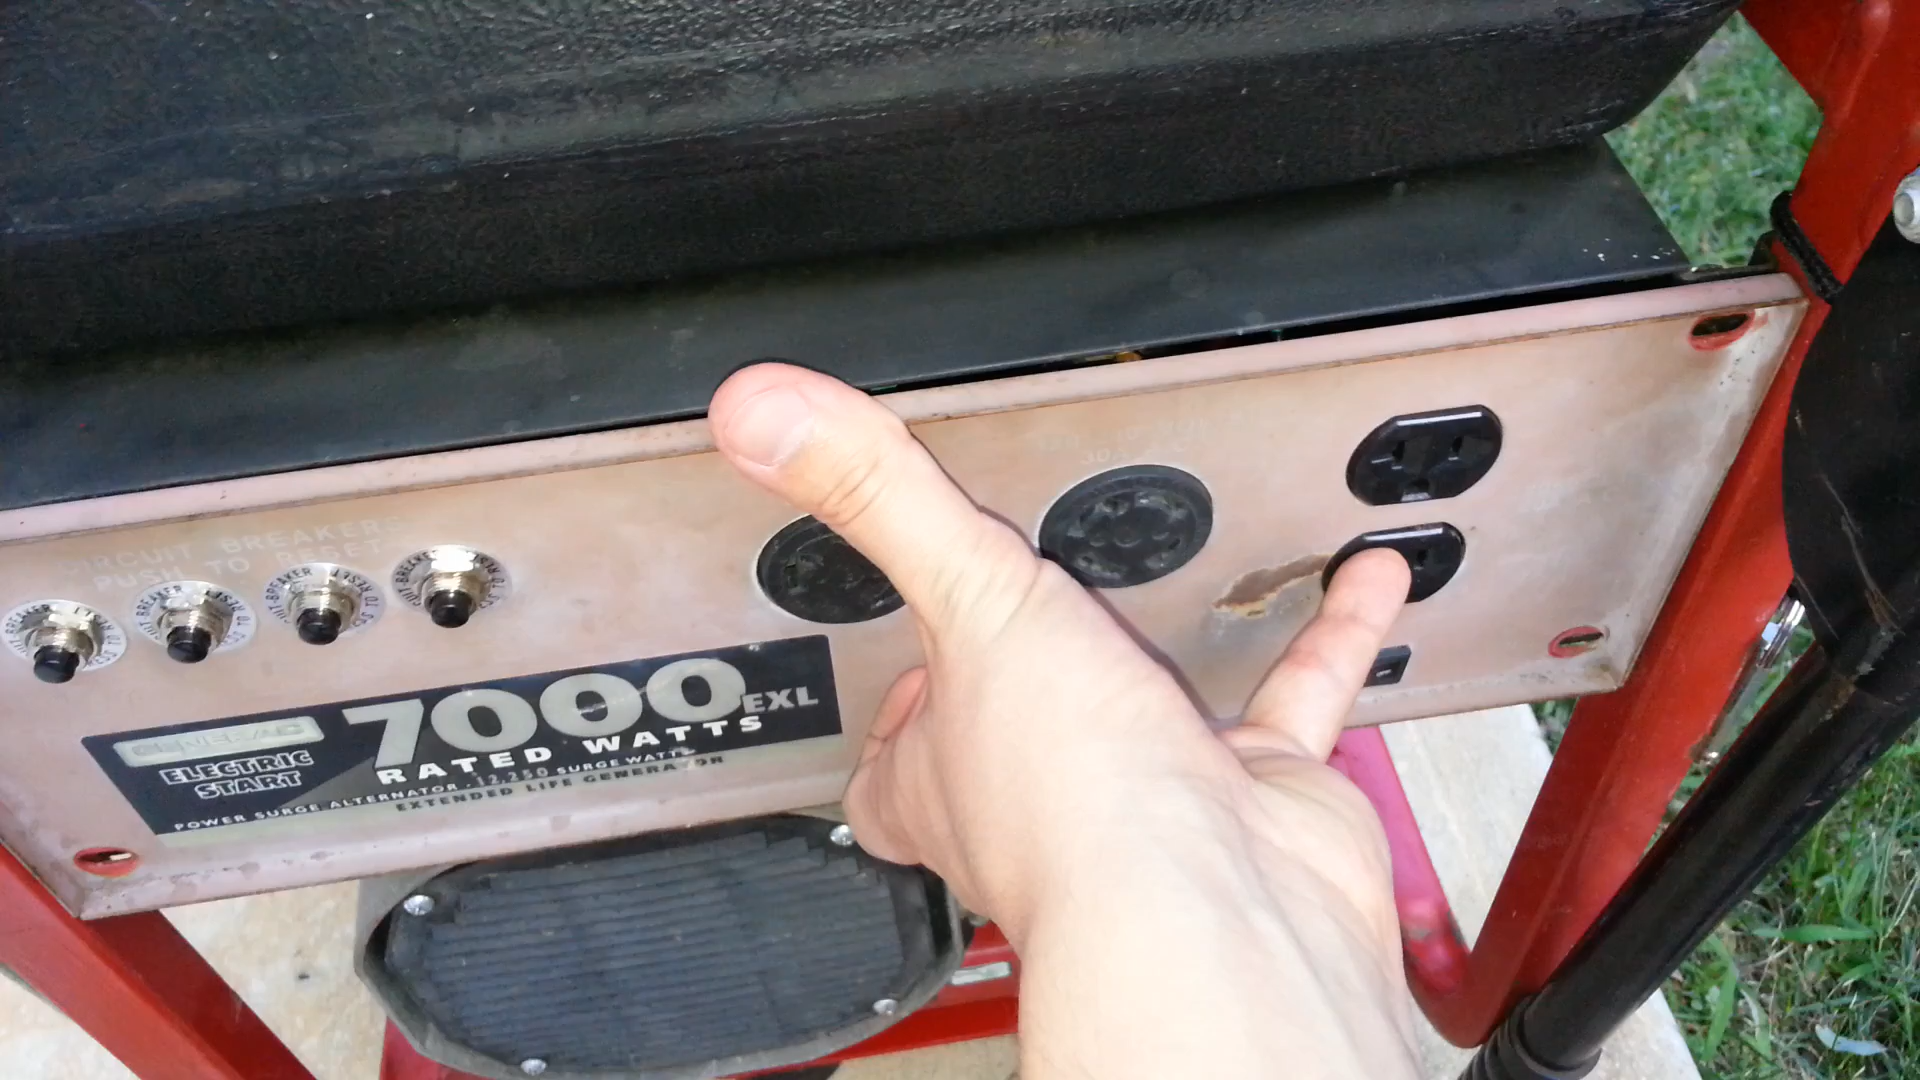 CIRCUIT BREAKERS
PUSH TO RESET
GENERAC
7000 EXL
RATED WATTS
ELECTRIC
START
12,250 SURGE WATTS
POWER SURGE ALTERNATOR
EXTENDED LIFE GENERATOR